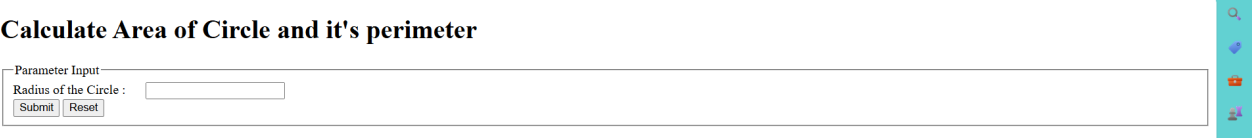 Calculate Area of Circle and it's perimeter
Parameter Input
Radius of the Circle :
Submit Reset